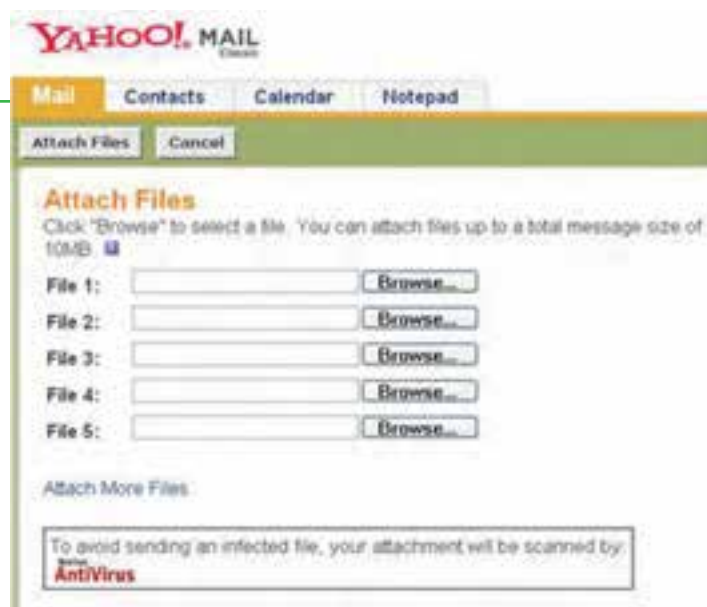 YAHOO! MAIL
Classic
Mail Contacts Calendar Notepad
Attach Files Cancel
Attach Files
Click "Browse" to select a file. You can attach files up to a total message size of
10MB.
File 1: Browse...
File 2: Browse...
File 3: Browse...
File 4: Browse...
File 5: Browse...
Attach More Files
To avoid sending an infected file, your attachment will be scanned by:
AntiVirus